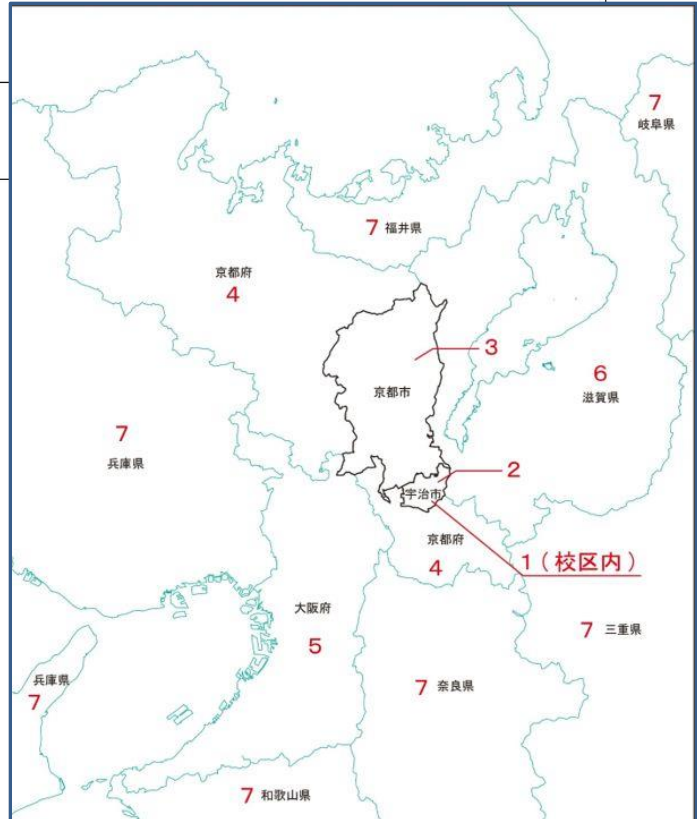 7
岐阜県
7 福井県
京都府
4
3
京都市
6
滋賀県
7
兵庫県
2
宇治市
京都府
4
1（校区内）
大阪府
5
7 三重県
兵庫県
7
7 奈良県
7 和歌山県